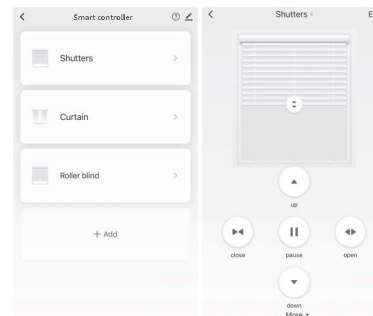 Smart controller
Shutters
Curtain
Roller blind
+ Add
Shutters
E
up
close
pause
open
down
More